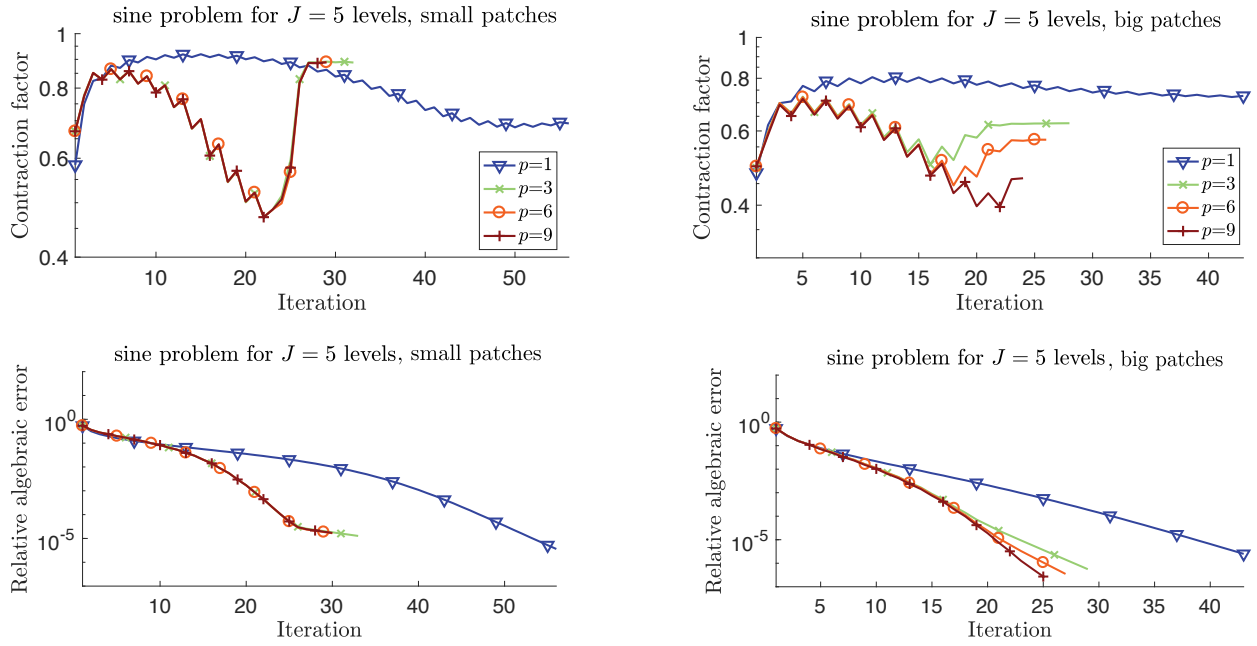 sine problem for J = 5 levels, small patches
Contraction factor
1
0.8
0.6
0.4
10
20
30
40
50
Iteration
p=1
p=3
p=6
p=9
sine problem for J = 5 levels, big patches
Contraction factor
1
0.8
0.6
0.4
5
10
15
20
25
30
35
40
Iteration
p=1
p=3
p=6
p=9
sine problem for J = 5 levels, small patches
Relative algebraic error
10^0
10^-5
10
20
30
40
50
Iteration
sine problem for J = 5 levels, big patches
Relative algebraic error
10^0
10^-5
5
10
15
20
25
30
35
40
Iteration